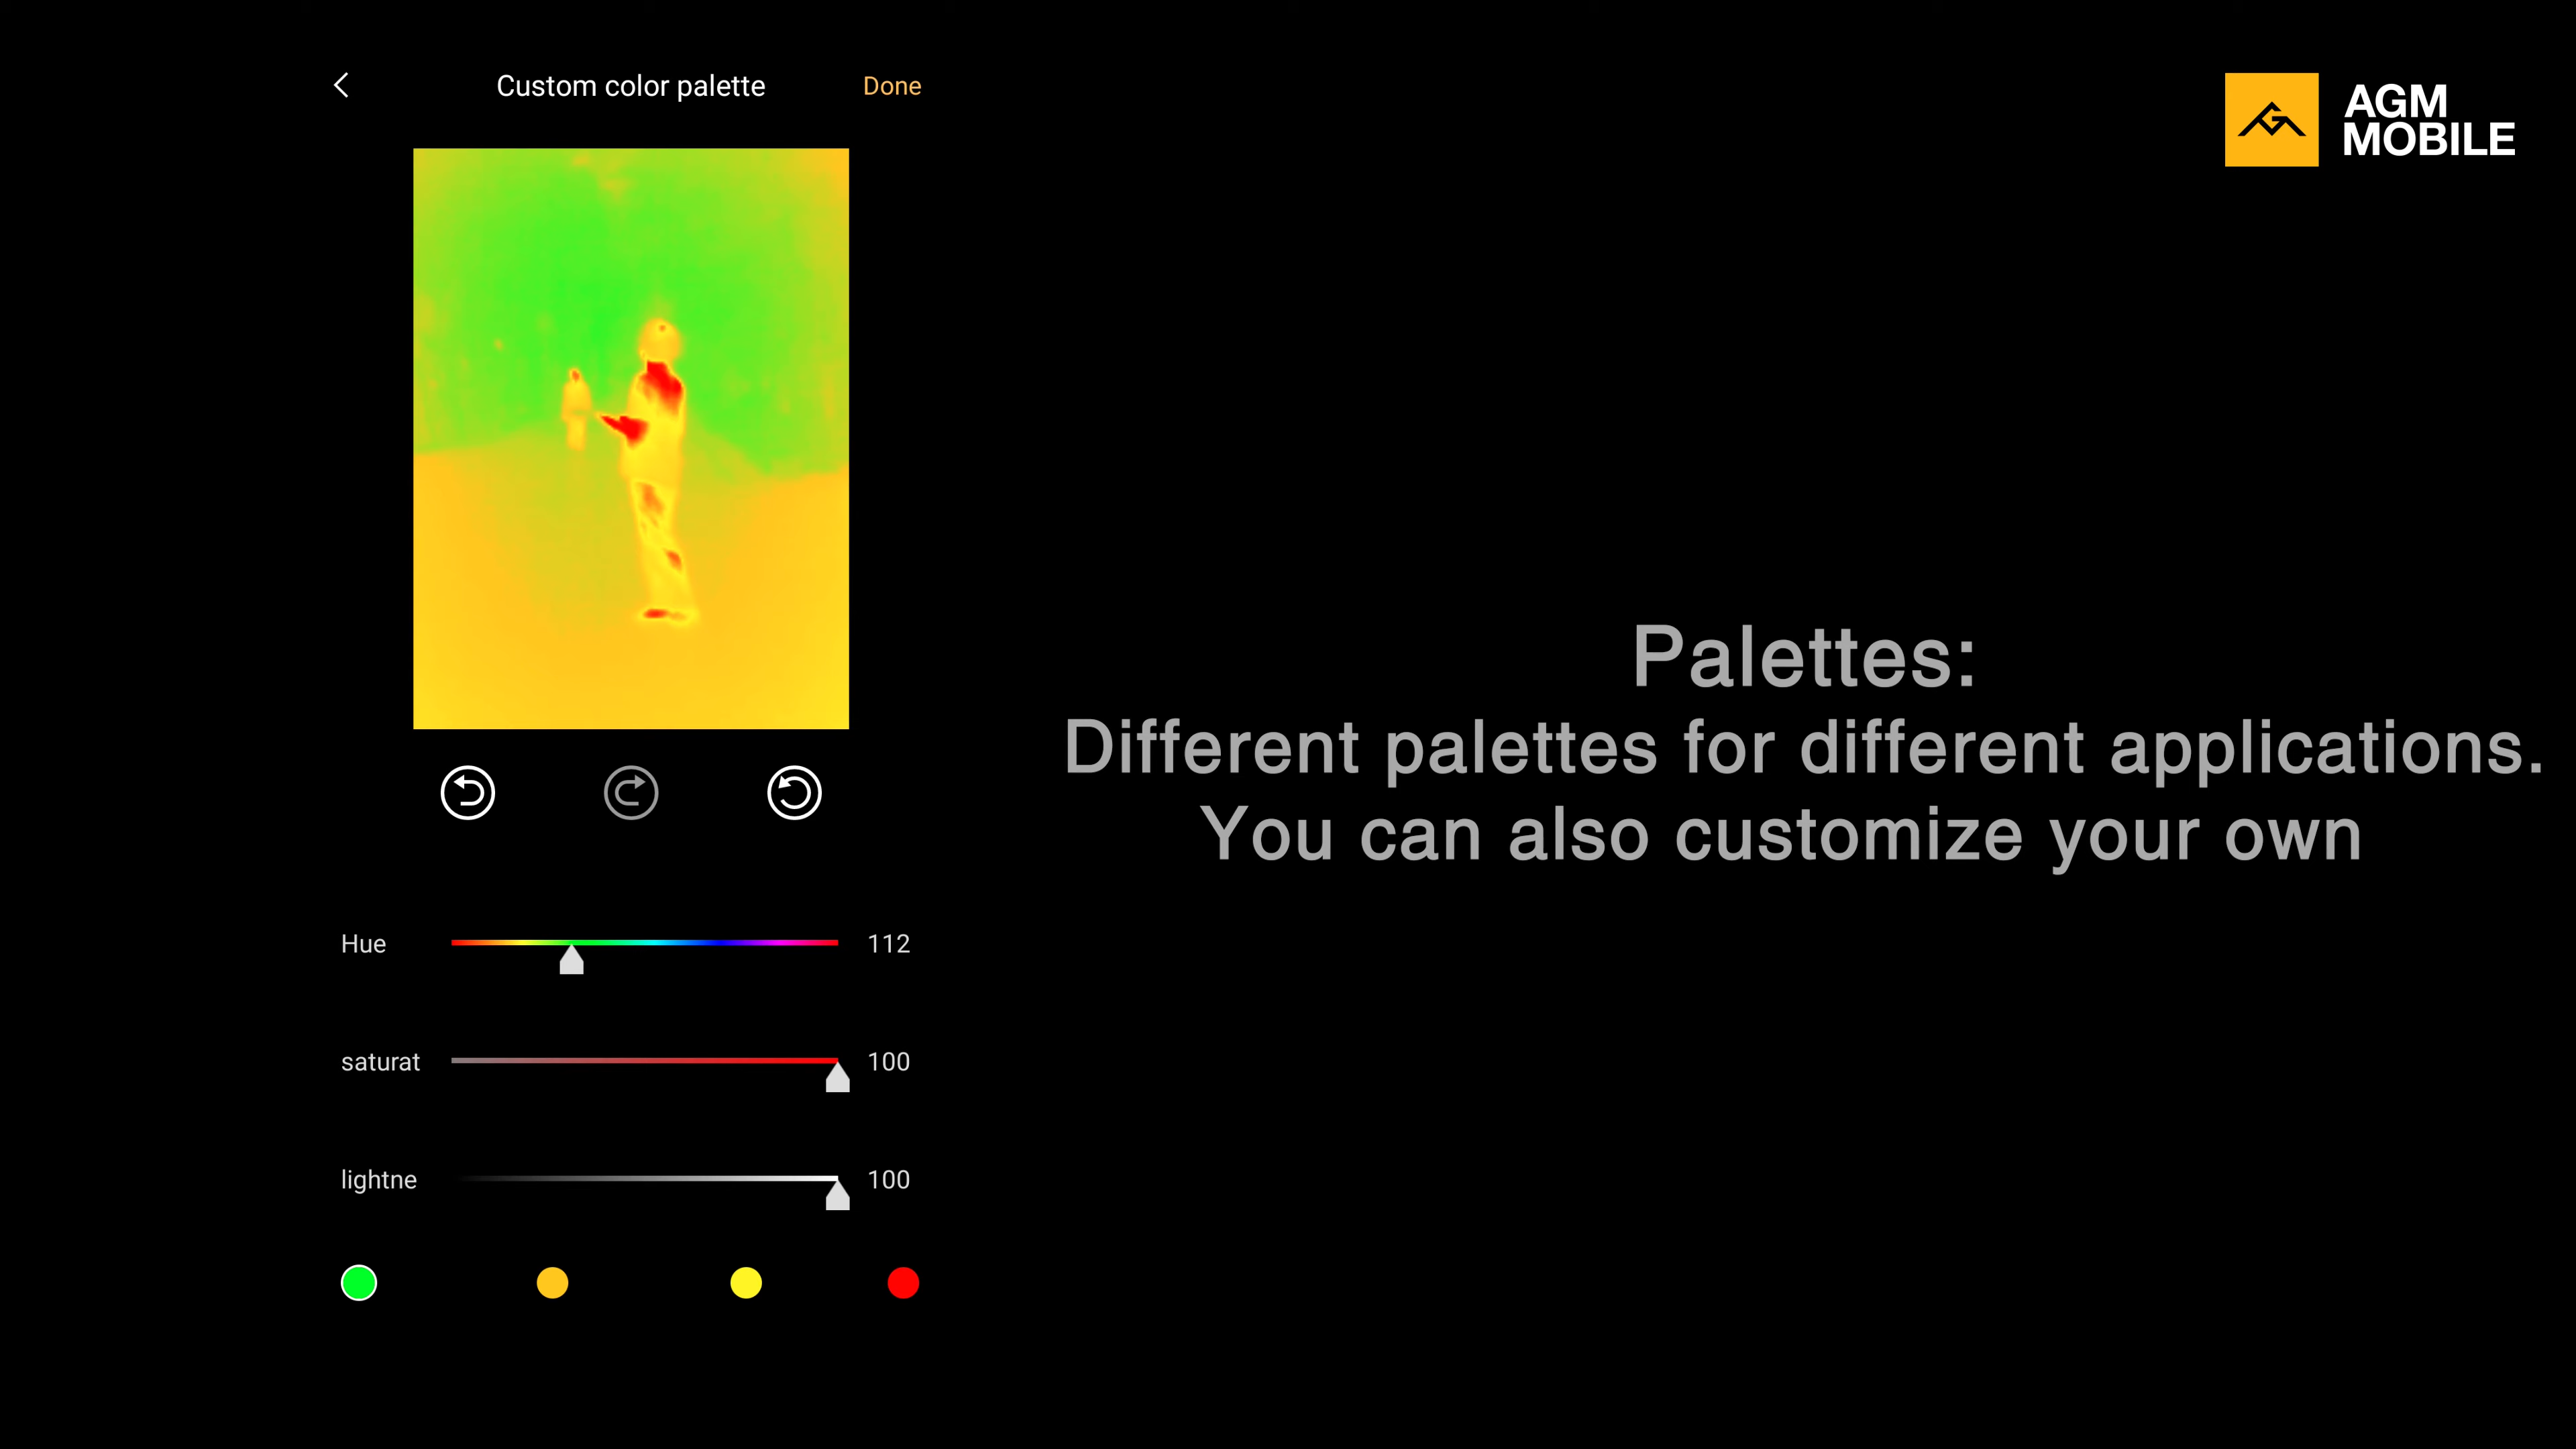 Custom color palette
Done
AGM
MOBILE
Palettes:
Different palettes for different applications.
You can also customize your own
Hue
112
saturat
100
lightne
100